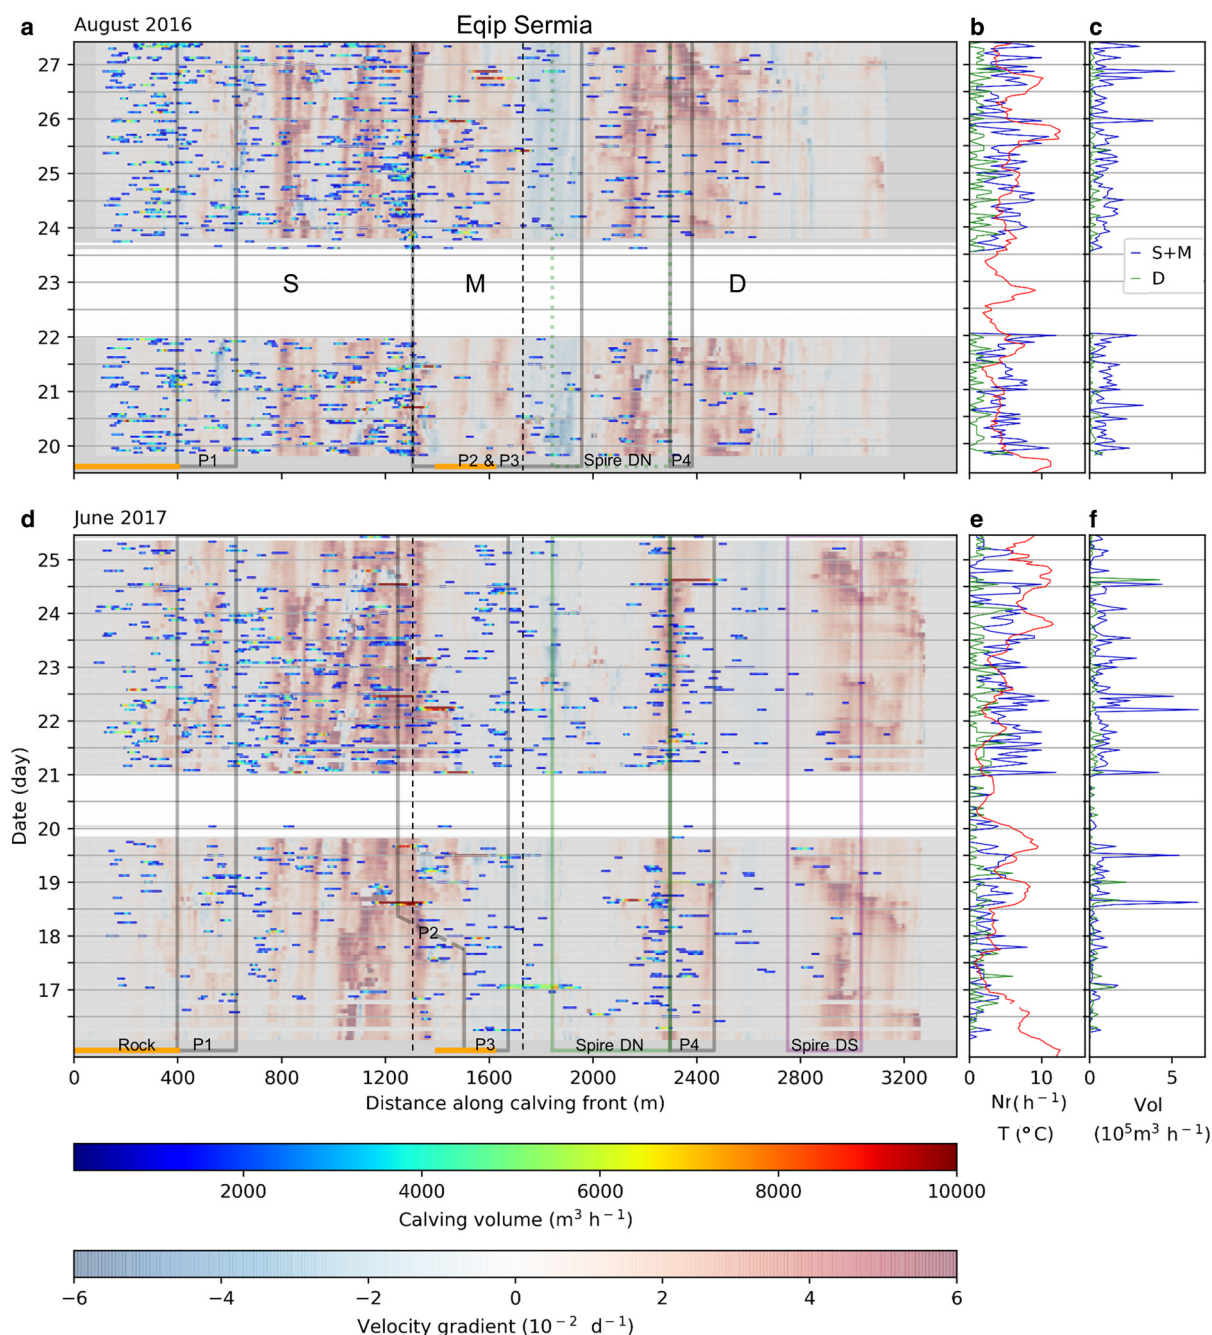 a August 2016 Eqip Sermia b c
27
26
25
24
23
22
21
20
S M D
S+M
D
P1 P2 & P3 Spire DN P4
d June 2017 e f
25
24
23
22
21
20
19
18
17
Date (day)
P2
Rock P1 P3 Spire DN P4 Spire DS
0 400 800 1200 1600 2000 2400 2800 3200 0 10 0 5
Distance along calving front (m)
Nr(h⁻¹) Vol
T (°C) (10⁵m³ h⁻¹)
2000 4000 6000 8000 10000
Calving volume (m³ h⁻¹)
−6 −4 −2 0 2 4 6
Velocity gradient (10⁻² d⁻¹)